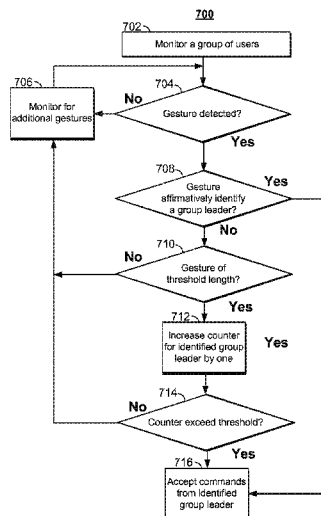 700
702
Monitor a group of users
706
704
Monitor for
additional gestures
No
Gesture detected?
Yes
708
Gesture
affirmatively identify
a group leader?
Yes
No
710
No
Gesture of
threshold length?
Yes
712
Increase counter
for identified group
leader by one
Yes
714
No
Counter exceed threshold?
Yes
716
Accept commands
from identified
group leader